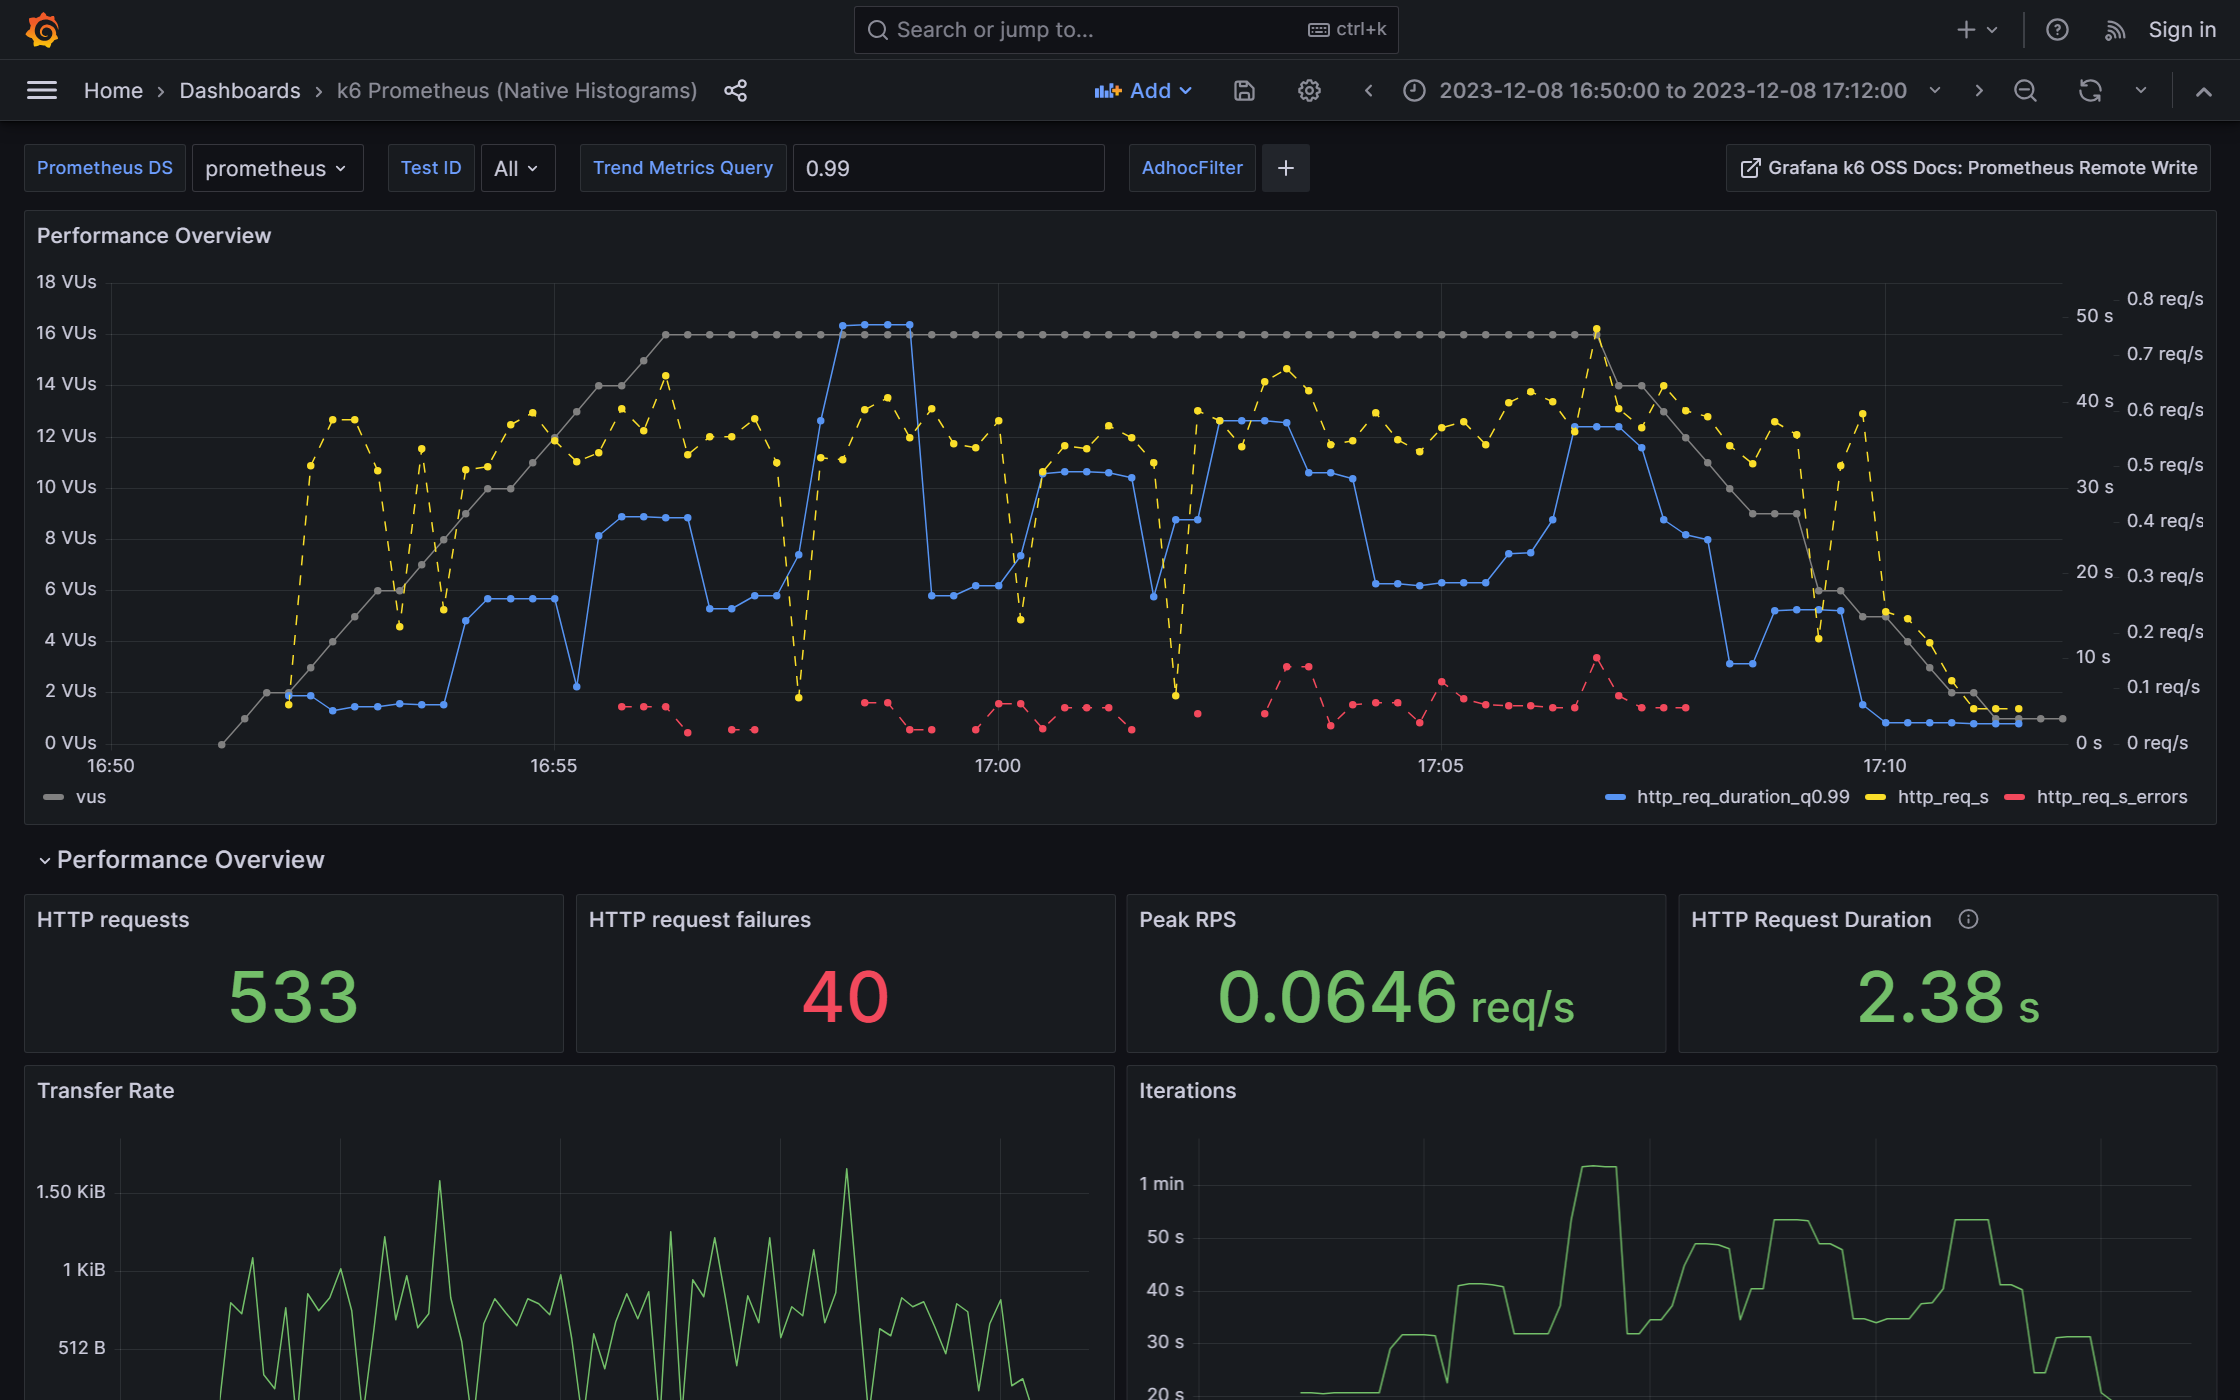 Search or jump to...
ctrl+k
Sign in
Home
Dashboards
k6 Prometheus (Native Histograms)
Add
2023-12-08 16:50:00 to 2023-12-08 17:12:00
Prometheus DS
prometheus
Test ID
All
Trend Metrics Query
0.99
AdhocFilter
Grafana k6 OSS Docs: Prometheus Remote Write
Performance Overview
18 VUs
16 VUs
14 VUs
12 VUs
10 VUs
8 VUs
6 VUs
4 VUs
2 VUs
0 VUs
50 s
40 s
30 s
20 s
10 s
0 s
0.8 req/s
0.7 req/s
0.6 req/s
0.5 req/s
0.4 req/s
0.3 req/s
0.2 req/s
0.1 req/s
0 req/s
16:50
16:55
17:00
17:05
17:10
vus
http_req_duration_q0.99
http_req_s
http_req_s_errors
Performance Overview
HTTP requests
533
HTTP request failures
40
Peak RPS
0.0646 req/s
HTTP Request Duration
2.38 s
Transfer Rate
1.50 KiB
1 KiB
512 B
Iterations
1 min
50 s
40 s
30 s
20 s